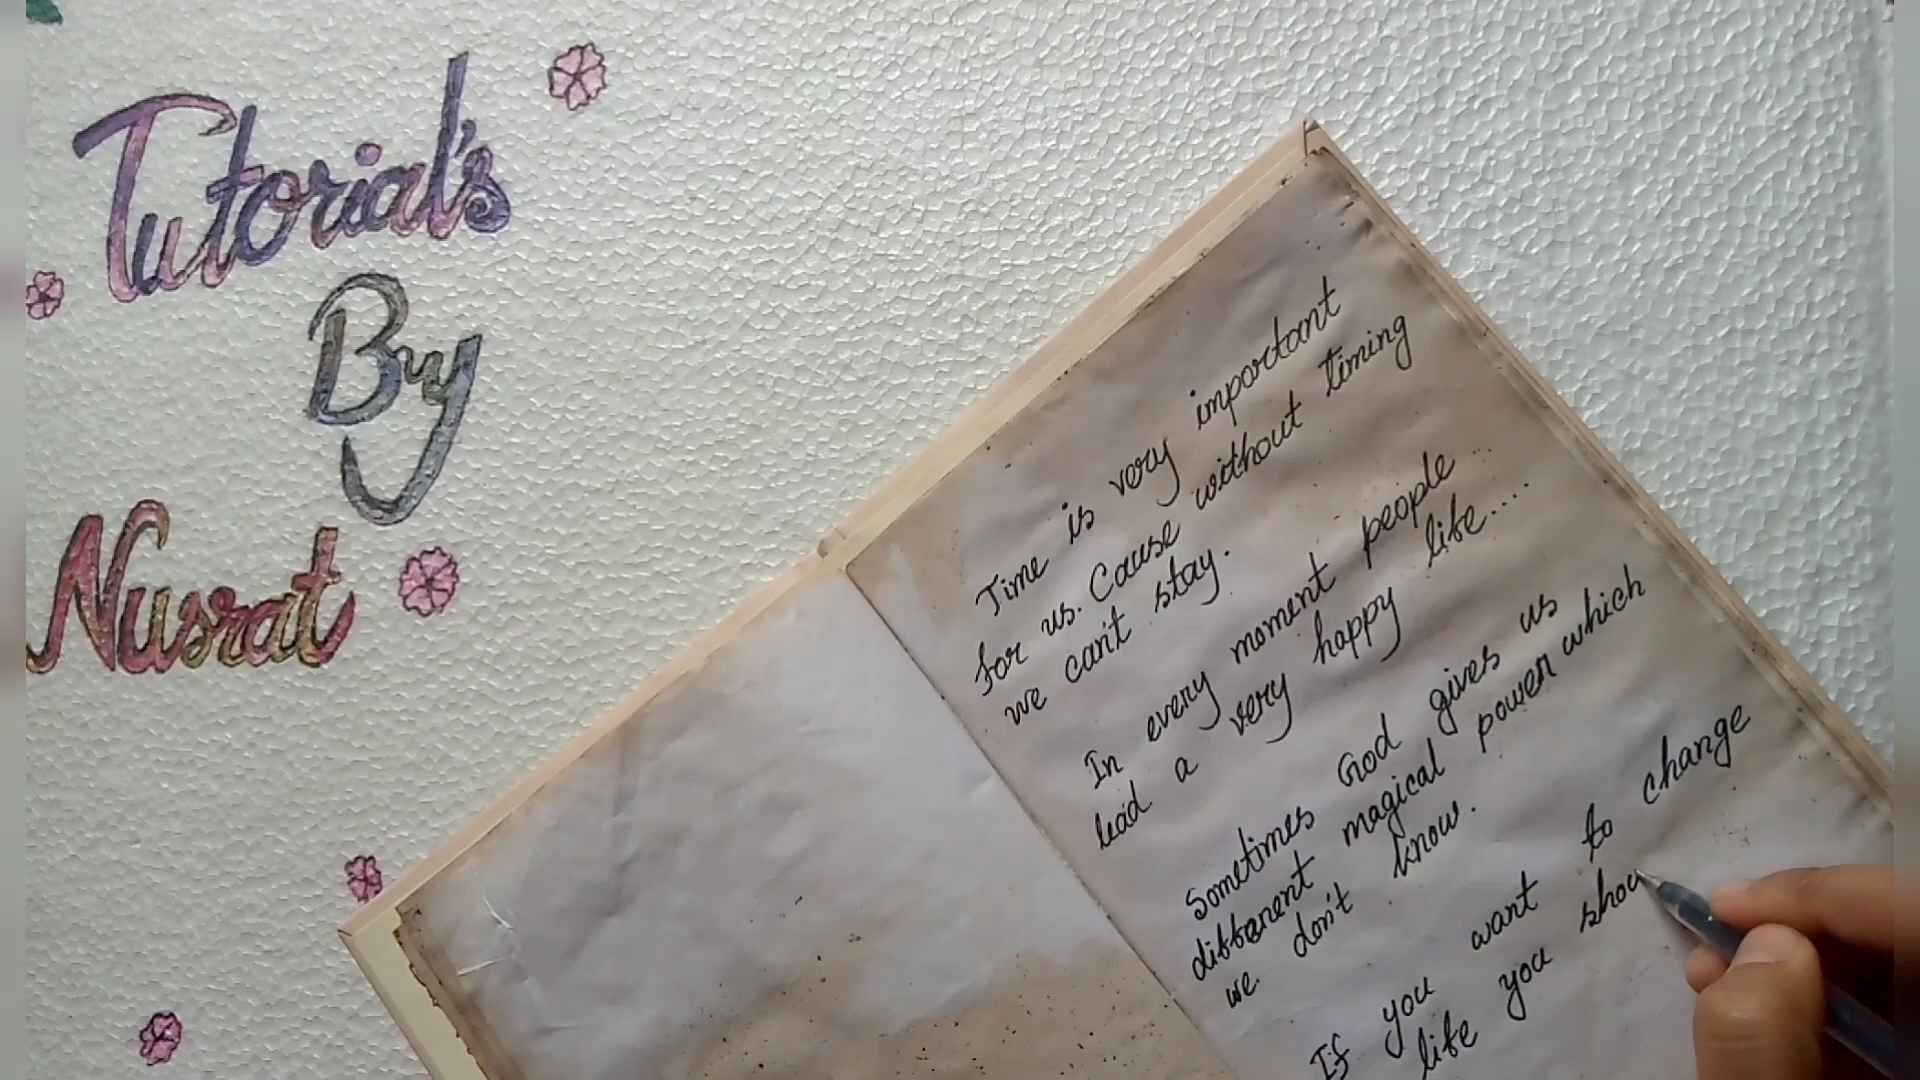 Tutorial's
By
Nusrat
Time is very important
for us. Cause without timing
we can't stay.
In every moment people
lead a very happy life....
Sometimes God gives us
different magical power which
we don't know.
If you want to change
life you shou